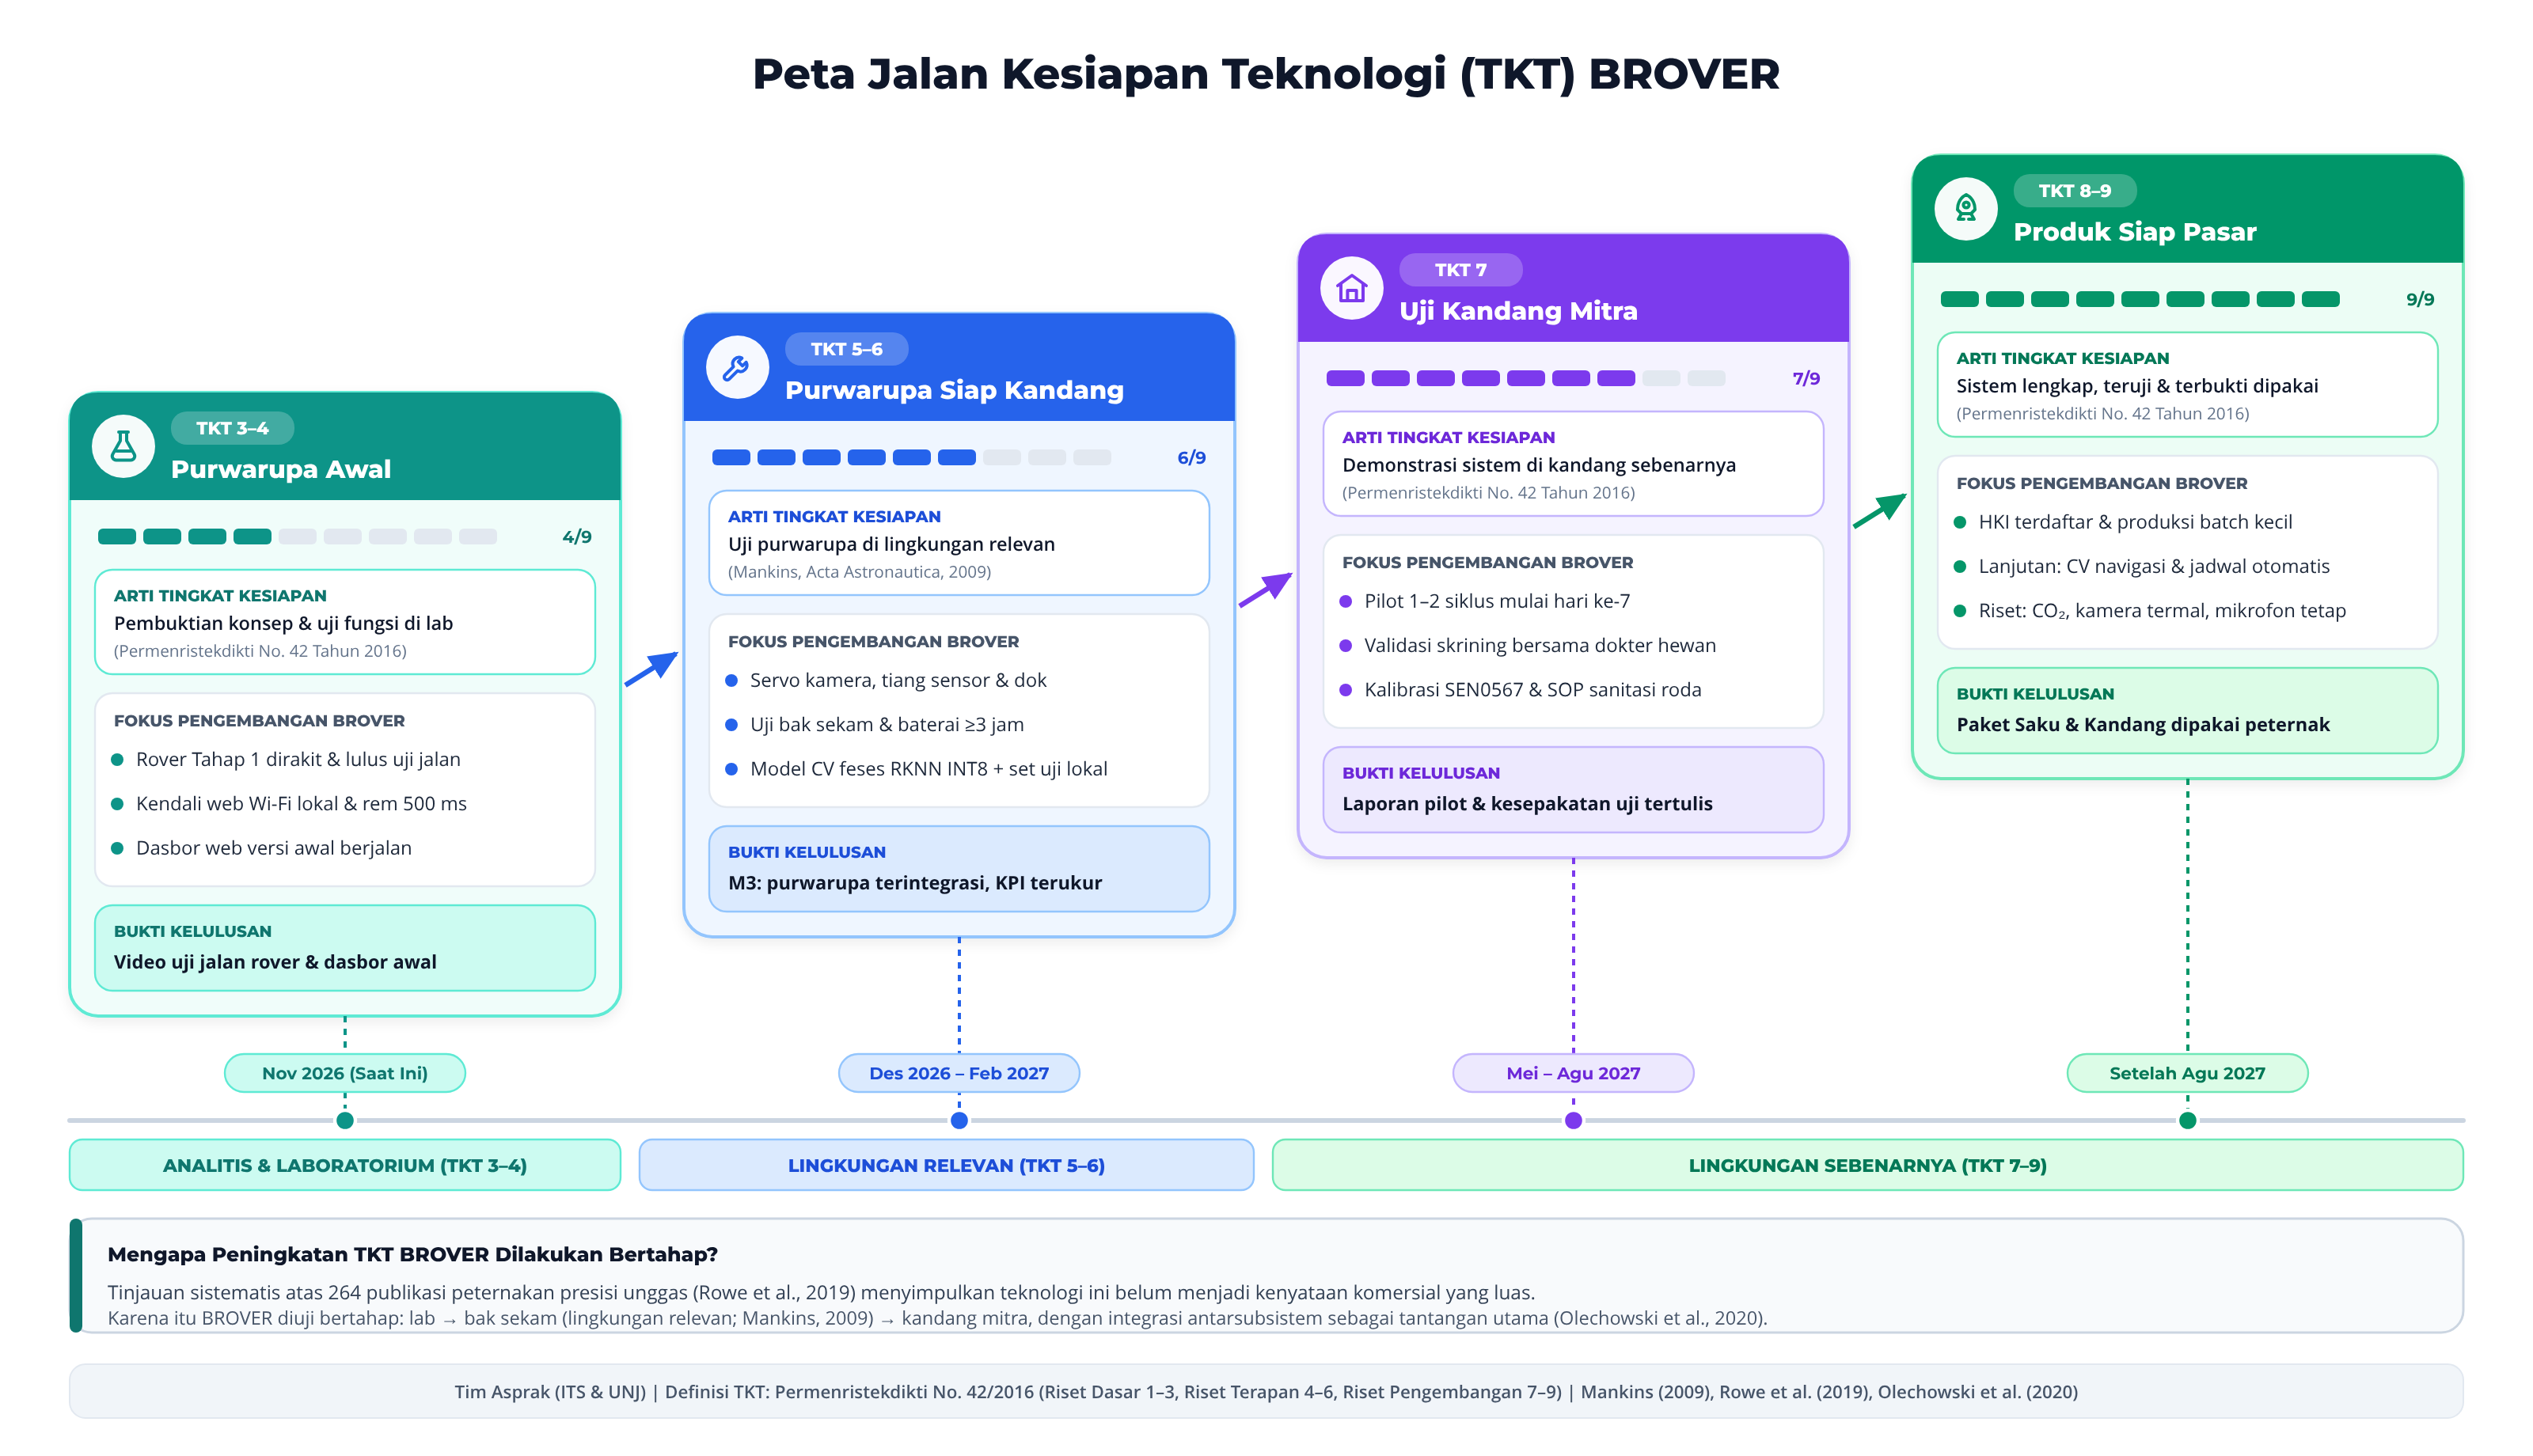 Peta Jalan Kesiapan Teknologi (TKT) BROVER
TKT 3–4
Purwarupa Awal
4/9
ARTI TINGKAT KESIAPAN
Pembuktian konsep & uji fungsi di lab
(Permenristekdikti No. 42 Tahun 2016)
FOKUS PENGEMBANGAN BROVER
Rover Tahap 1 dirakit & lulus uji jalan
Kendali web Wi-Fi lokal & rem 500 ms
Dasbor web versi awal berjalan
BUKTI KELULUSAN
Video uji jalan rover & dasbor awal
TKT 5–6
Purwarupa Siap Kandang
6/9
ARTI TINGKAT KESIAPAN
Uji purwarupa di lingkungan relevan
(Mankins, Acta Astronautica, 2009)
FOKUS PENGEMBANGAN BROVER
Servo kamera, tiang sensor & dok
Uji bak sekam & baterai ≥3 jam
Model CV feses RKNN INT8 + set uji lokal
BUKTI KELULUSAN
M3: purwarupa terintegrasi, KPI terukur
TKT 7
Uji Kandang Mitra
7/9
ARTI TINGKAT KESIAPAN
Demonstrasi sistem di kandang sebenarnya
(Permenristekdikti No. 42 Tahun 2016)
FOKUS PENGEMBANGAN BROVER
Pilot 1–2 siklus mulai hari ke-7
Validasi skrining bersama dokter hewan
Kalibrasi SEN0567 & SOP sanitasi roda
BUKTI KELULUSAN
Laporan pilot & kesepakatan uji tertulis
TKT 8–9
Produk Siap Pasar
9/9
ARTI TINGKAT KESIAPAN
Sistem lengkap, teruji & terbukti dipakai
(Permenristekdikti No. 42 Tahun 2016)
FOKUS PENGEMBANGAN BROVER
HKI terdaftar & produksi batch kecil
Lanjutan: CV navigasi & jadwal otomatis
Riset: CO₂, kamera termal, mikrofon tetap
BUKTI KELULUSAN
Paket Saku & Kandang dipakai peternak
Nov 2026 (Saat Ini)
Des 2026 – Feb 2027
Mei – Agu 2027
Setelah Agu 2027
ANALITIS & LABORATORIUM (TKT 3–4)
LINGKUNGAN RELEVAN (TKT 5–6)
LINGKUNGAN SEBENARNYA (TKT 7–9)
Mengapa Peningkatan TKT BROVER Dilakukan Bertahap?
Tinjauan sistematis atas 264 publikasi peternakan presisi unggas (Rowe et al., 2019) menyimpulkan teknologi ini belum menjadi kenyataan komersial yang luas.
Karena itu BROVER diuji bertahap: lab → bak sekam (lingkungan relevan; Mankins, 2009) → kandang mitra, dengan integrasi antarsubsistem sebagai tantangan utama (Olechowski et al., 2020).
Tim Asprak (ITS & UNJ) | Definisi TKT: Permenristekdikti No. 42/2016 (Riset Dasar 1–3, Riset Terapan 4–6, Riset Pengembangan 7–9) | Mankins (2009), Rowe et al. (2019), Olechowski et al. (2020)